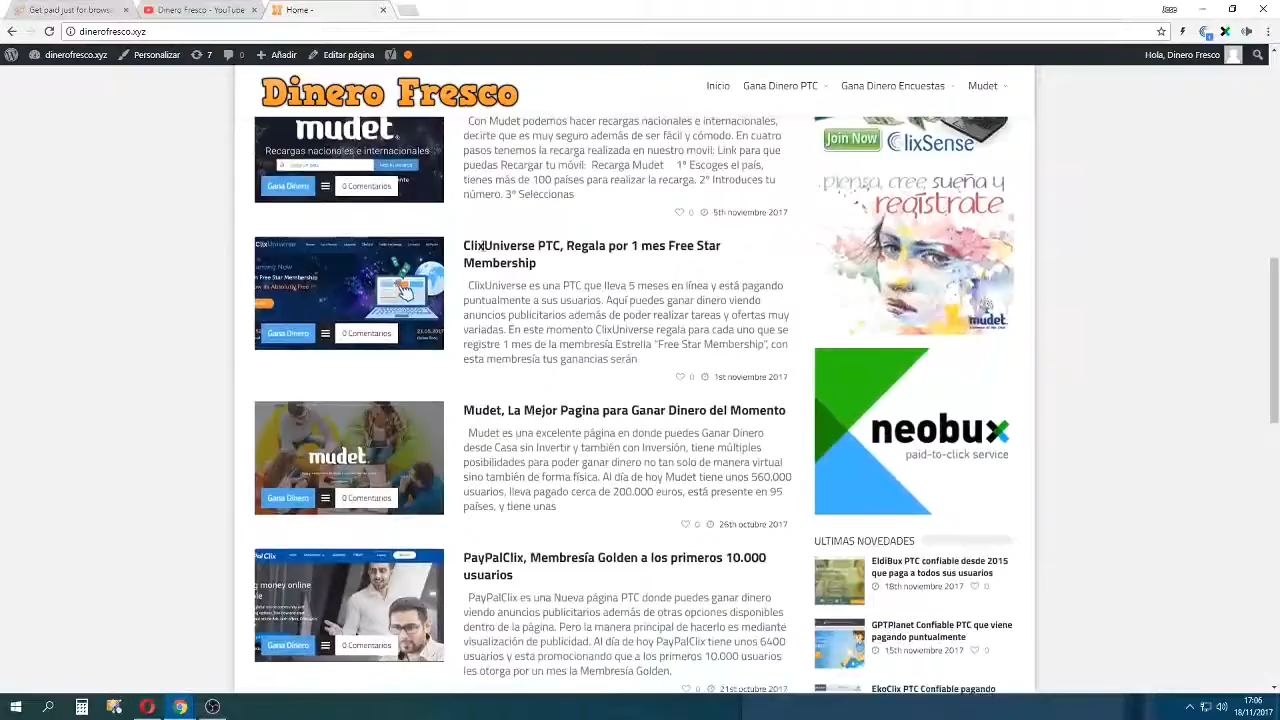 Get paid just for brows
Dinero - YouTube
Home -
dinerofresco.xyz
dinerofresco.xyz
Personalizar
7
0
Añadir
Editar página
Hola, Dinero Fresco
Dinero Fresco
Inicio
Gana Dinero PTC
Gana Dinero Encuestas
Mudet
mudet
Recargas nacionales e internacionales
Gana Dinero
0 Comentarios
Con Mudet podemos hacer recargas nacionales e internacionales,
decirte que es muy seguro además de ser fácil y cómodo. En cuatro
pasos tenemos la recarga realizada en nuestro movil: Link para que
puedas Recargar tu móvil: Recarga Mudet 1º Escoges el país,
tienes más de 100 países para realizar la recarga. 2º Introduces tu
número. 3º Seleccionas
0 5th noviembre 2017
ClixUniverse
Free Star Membership
Gana Dinero
0 Comentarios
21.05.2017
ClixUniverse PTC, Regala por 1 mes Free Star
Membership
ClixUniverse es una PTC que lleva 5 meses en línea y está pagando
puntualmente a sus usuarios. Aquí puedes ganar dinero viendo
anuncios publicitarios además de poder realizar tareas y ofertas muy
variadas. En este momento ClixUniverse regala para cada uno que se
registre 1 mes de la membresía Estrella "Free Star Membership", con
esta membresía tus ganancias serán
0 1st noviembre 2017
mudet
Gana Dinero
0 Comentarios
Mudet, La Mejor Pagina para Ganar Dinero del Momento
Mudet es una excelente página en donde puedes Ganar Dinero
desde Casa sin Invertir y también con Inversión, tiene múltiples
posibilidades para poder ganar dinero no tan solo de manera virtual
sino también de forma física. Al día de hoy Mudet tiene unos 560.000
usuarios, lleva pagado cerca de 200.000 euros, está presente en 95
países, y tiene unas
0 26th octubre 2017
PalClix
g money online
Gana Dinero
0 Comentarios
PayPalClix, Membresía Golden a los primeros 10.000
usuarios
PayPalClix es una Nueva página PTC donde puedes ganar dinero
viendo anuncios publicitarios además de otras opciones disponibles
dentro de la página. Pero la manera principal de hacerlo es mediante
visualización de publicidad. Al día de hoy PayPalClix tiene unos 6400
usuarios y está promocionando que a los primeros 10.000 usuarios
les otorga por un mes la Membresía Golden.
0 21st octubre 2017
Join Now
ClixSense
piensa, cree sueña y
regístrate
mudet
neobux
paid-to-click service
ULTIMAS NOVEDADES
EldiBux PTC confiable desde 2015
que paga a todos sus usuarios
18th noviembre 2017 0
GPTPlanet Confiable PTC que viene
pagando puntualmente
15th noviembre 2017 0
EkoClix PTC Confiable pagando
17:06
18/11/2017